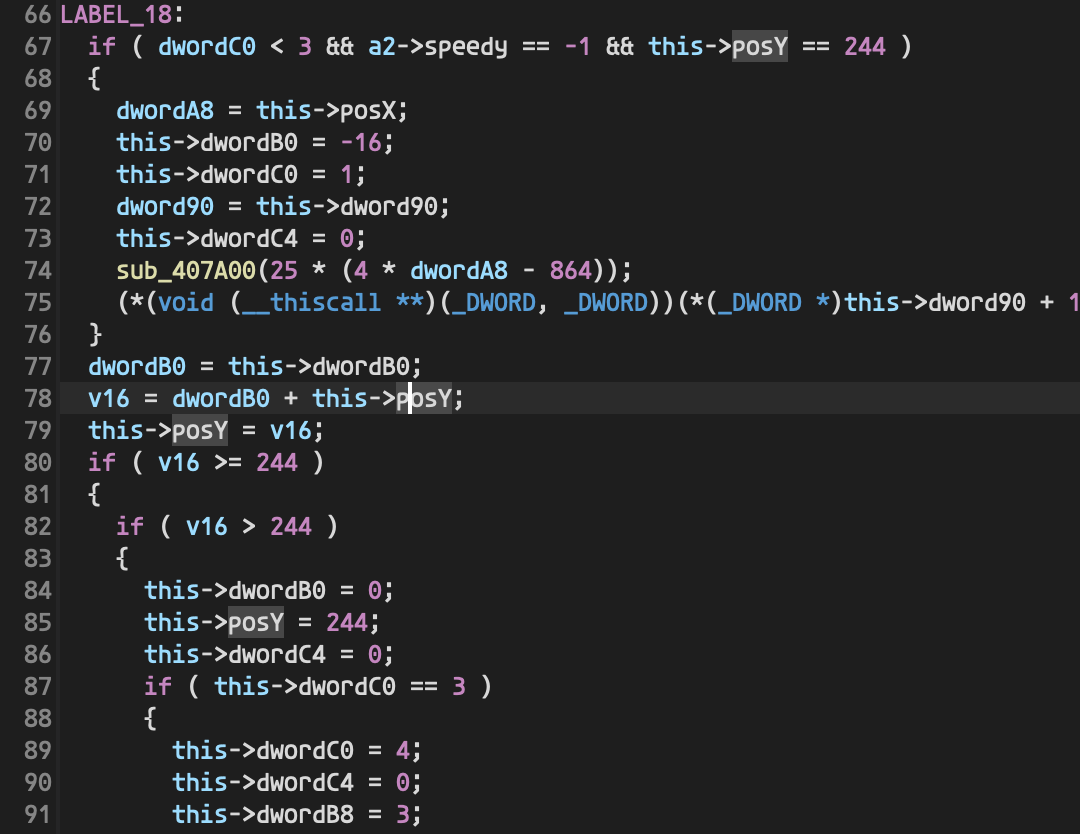 66 LABEL_18:
67   if ( dwordC0 < 3 && a2->speedy == -1 && this->posY == 244 )
68   {
69     dwordA8 = this->posX;
70     this->dwordB0 = -16;
71     this->dwordC0 = 1;
72     dword90 = this->dword90;
73     this->dwordC4 = 0;
74     sub_407A00(25 * (4 * dwordA8 - 864));
75     (*(void (__thiscall **)(_DWORD, _DWORD))(*(_DWORD *)this->dword90 + 1
76   }
77   dwordB0 = this->dwordB0;
78   v16 = dwordB0 + this->posY;
79   this->posY = v16;
80   if ( v16 >= 244 )
81   {
82     if ( v16 > 244 )
83     {
84       this->dwordB0 = 0;
85       this->posY = 244;
86       this->dwordC4 = 0;
87       if ( this->dwordC0 == 3 )
88       {
89         this->dwordC0 = 4;
90         this->dwordC4 = 0;
91         this->dwordB8 = 3;